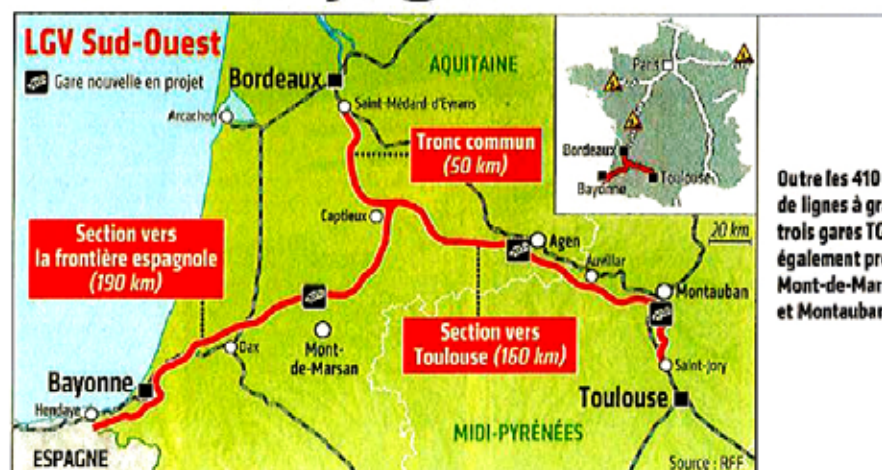 LGV Sud-Ouest
Gare nouvelle en projet
Bordeaux
AQUITAINE
Saint-Médard-d'Eyrans
Arcachon
Tronc commun
(50 km)
Captieux
Section vers
la frontière espagnole
(190 km)
Agen
Auvillar
20 km
Montauban
Mont-
de-Marsan
Dax
Section vers
Toulouse (160 km)
Saint-Jory
Bayonne
Hendaye
Toulouse
ESPAGNE
MIDI-PYRÉNÉES
Source : RFF
Paris
Bordeaux
Bayonne
Toulouse
Outre les 410
de lignes à gr
trois gares TG
également pr
Mont-de-Mar
et Montauban